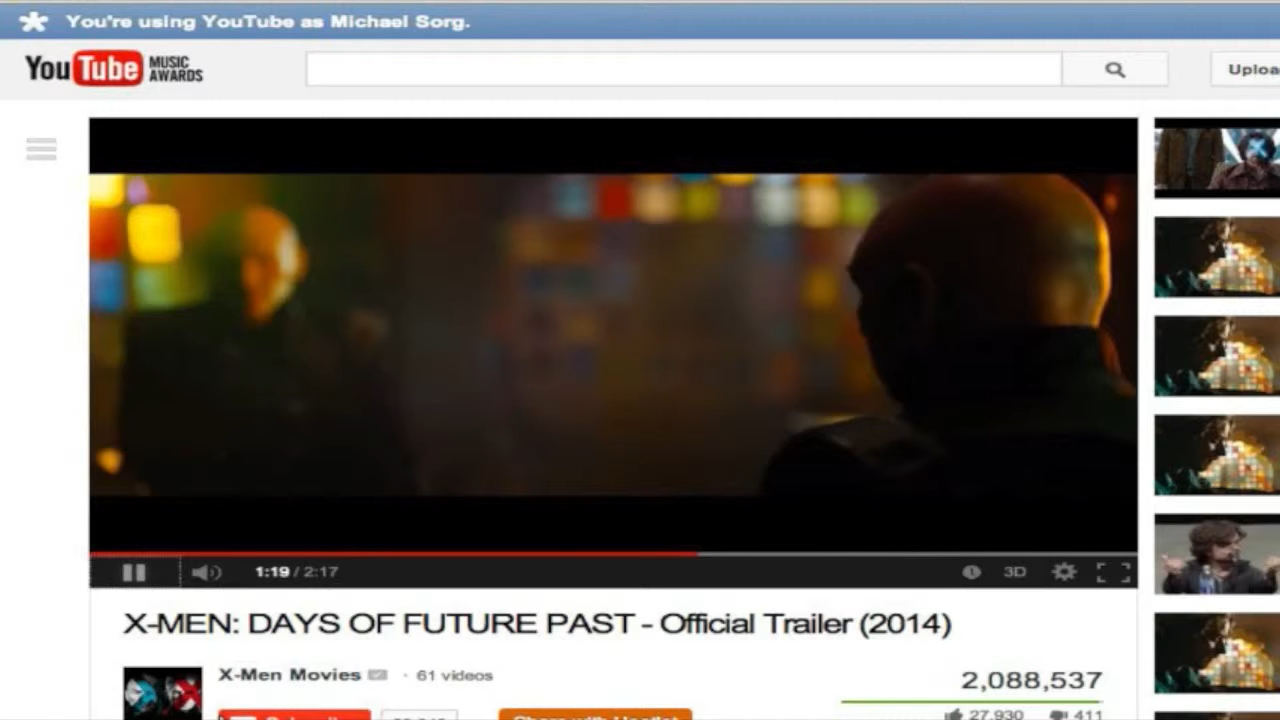 You're using YouTube as Michael Sorg.
YouTube MUSIC AWARDS
Uploa
1:19 / 2:17
3D
X-MEN: DAYS OF FUTURE PAST - Official Trailer (2014)
X-Men Movies · 61 videos
2,088,537
27,930 411